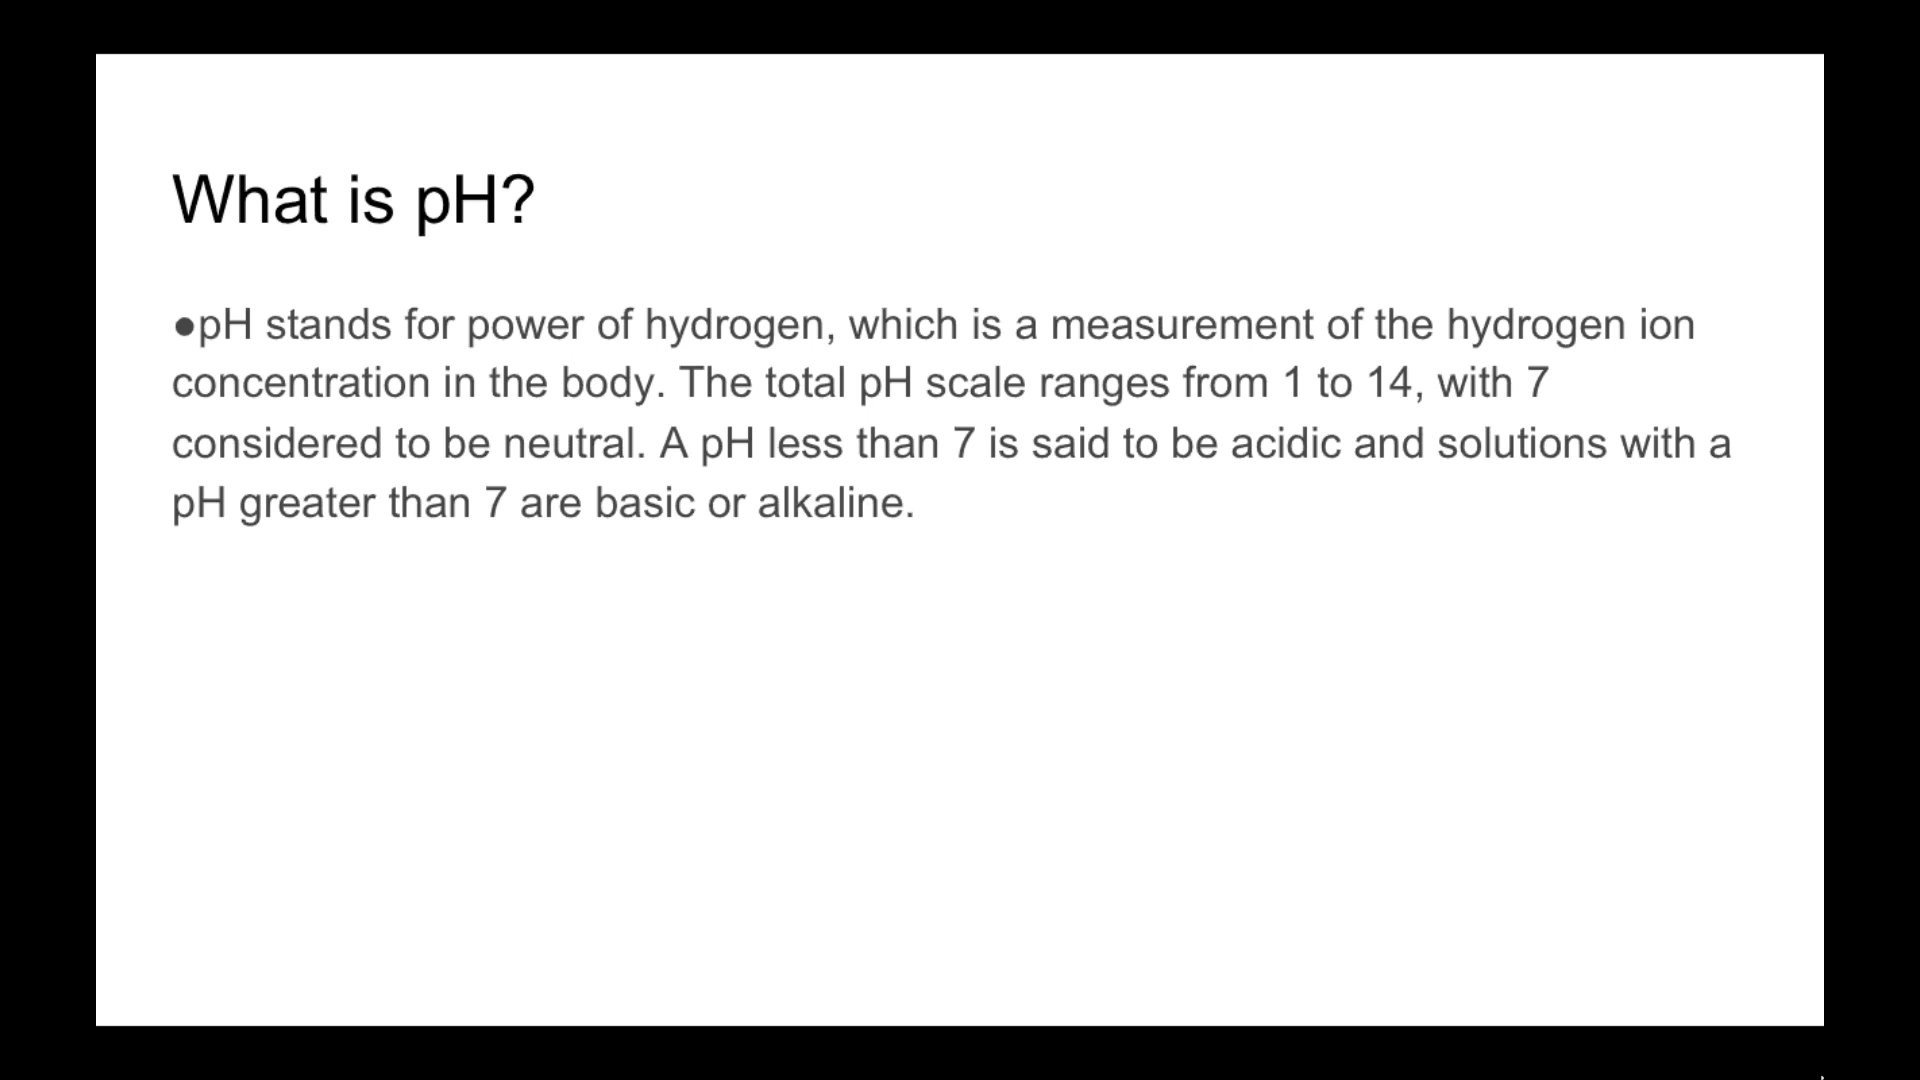 What is pH?
●pH stands for power of hydrogen, which is a measurement of the hydrogen ion
concentration in the body. The total pH scale ranges from 1 to 14, with 7
considered to be neutral. A pH less than 7 is said to be acidic and solutions with a
pH greater than 7 are basic or alkaline.